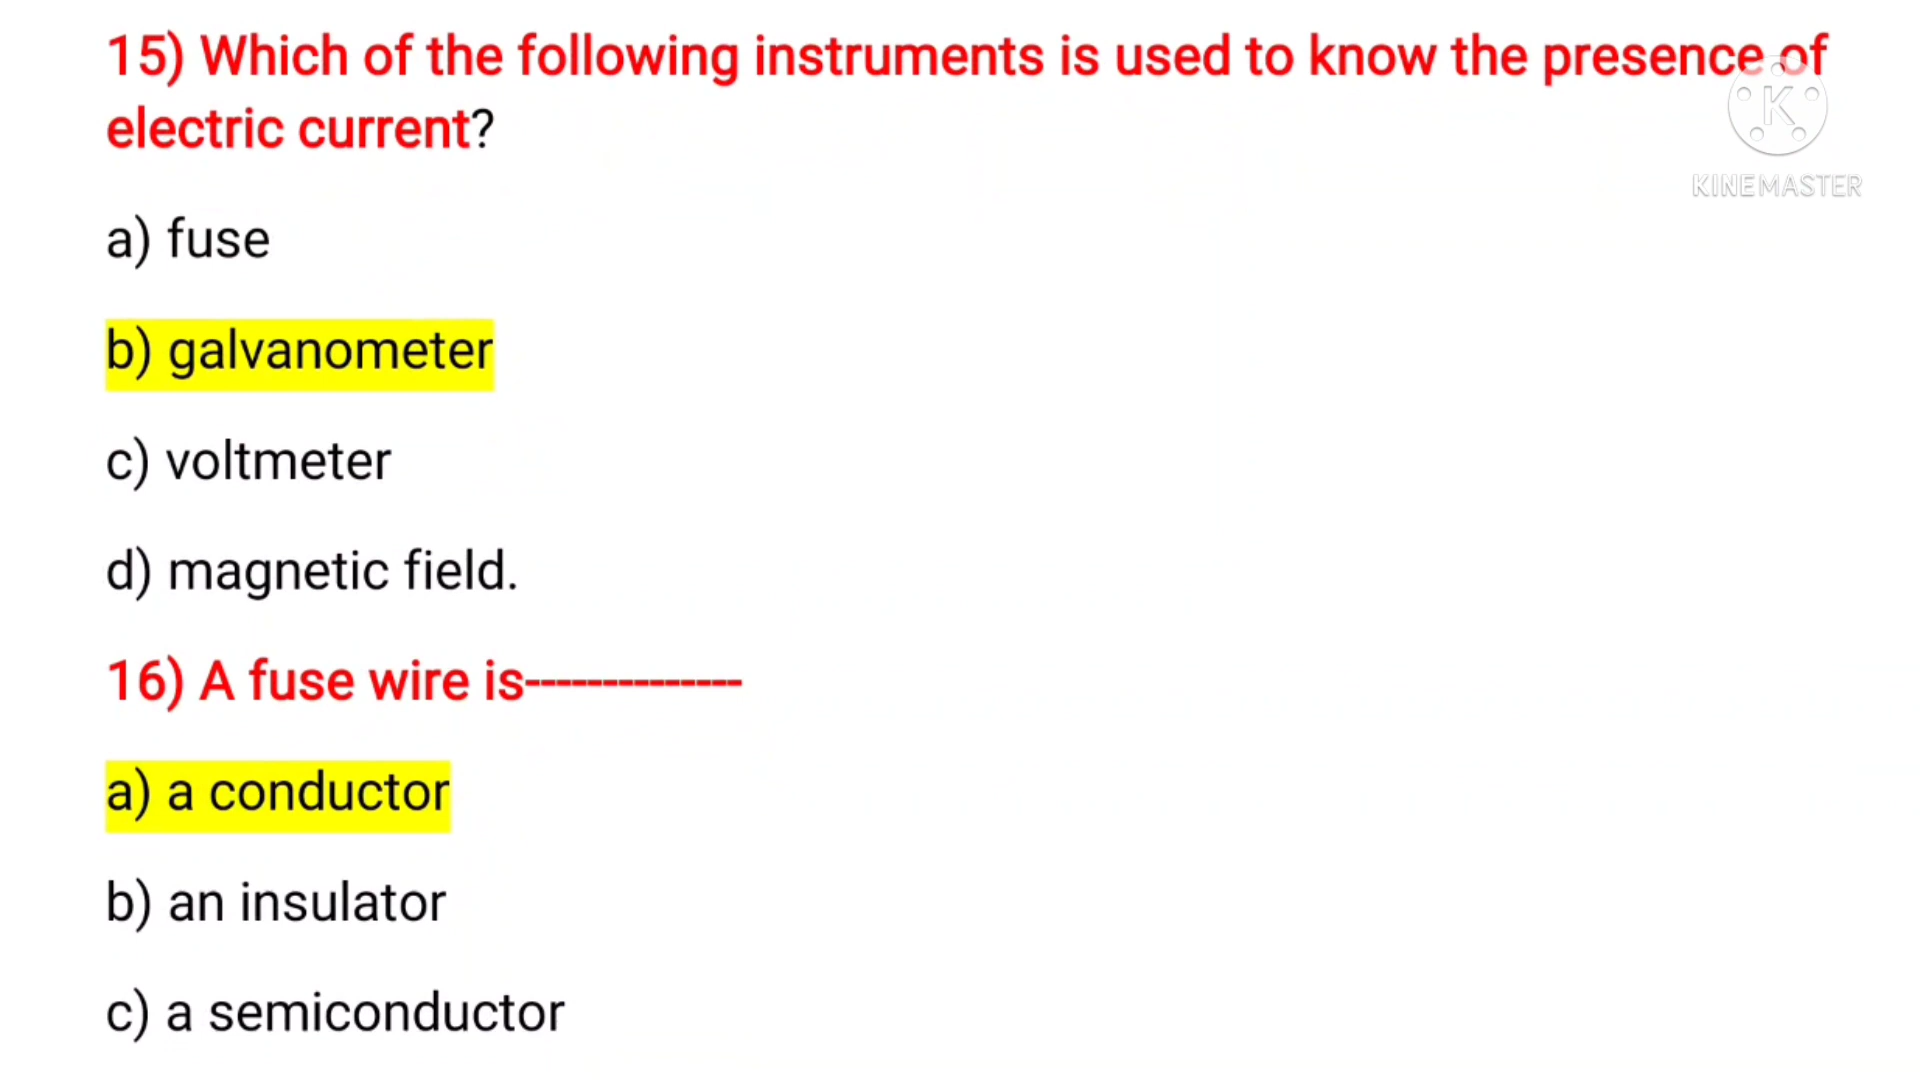 15) Which of the following instruments is used to know the presence of
electric current?
K
KINEMASTER
a) fuse
b) galvanometer
c) voltmeter
d) magnetic field.
16) A fuse wire is--------------
a) a conductor
b) an insulator
c) a semiconductor